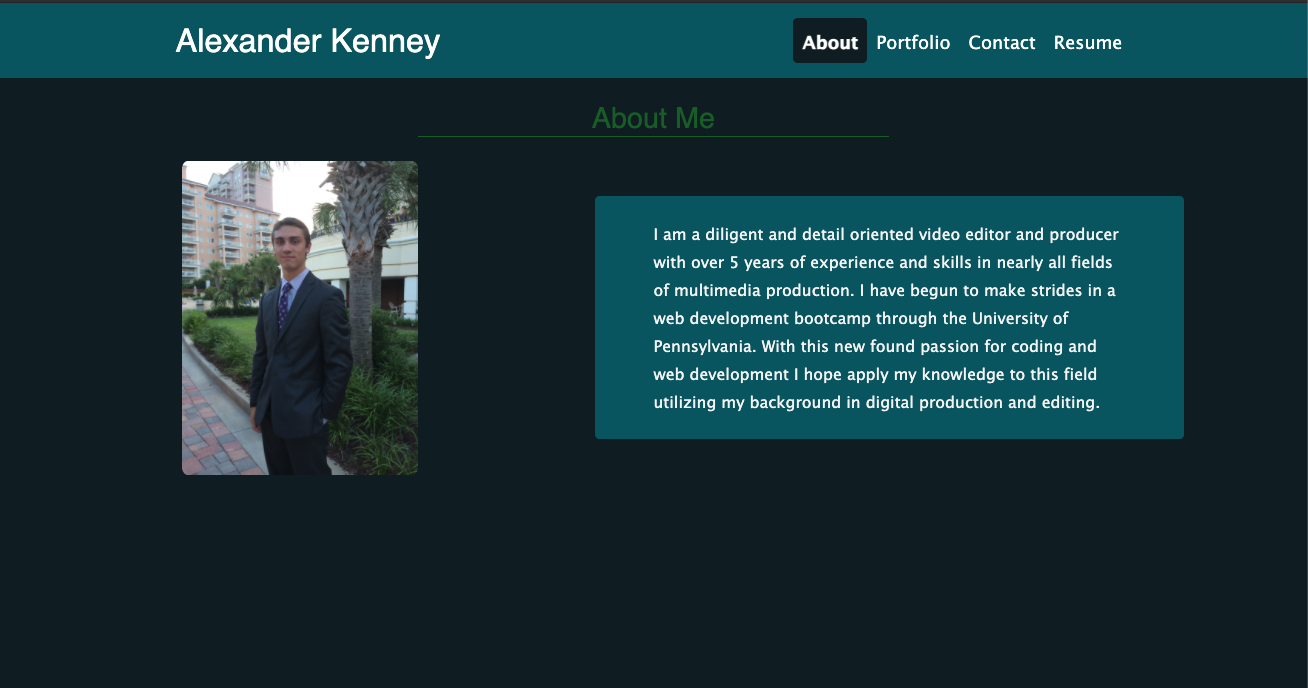 Alexander Kenney
About Portfolio Contact Resume
About Me
I am a diligent and detail oriented video editor and producer
with over 5 years of experience and skills in nearly all fields
of multimedia production. I have begun to make strides in a
web development bootcamp through the University of
Pennsylvania. With this new found passion for coding and
web development I hope apply my knowledge to this field
utilizing my background in digital production and editing.